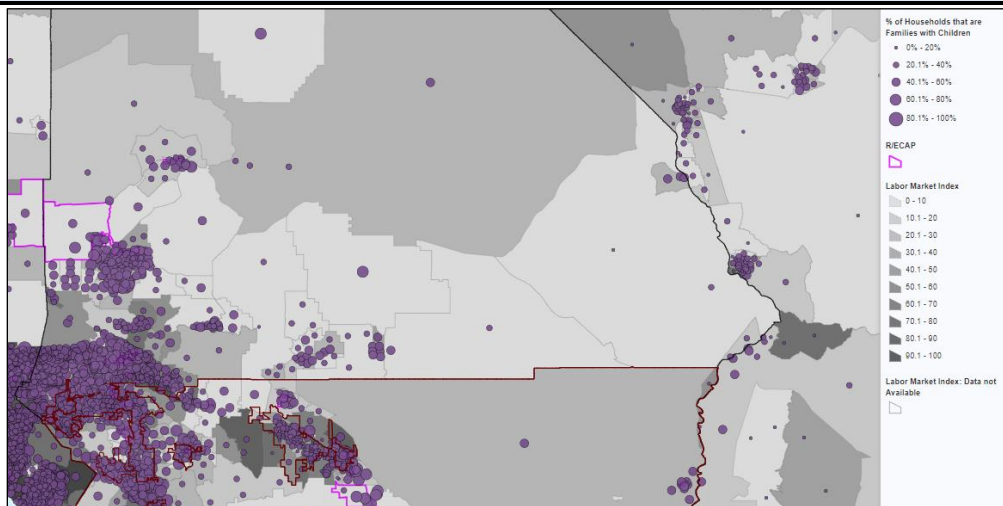 % of Households that are
Families with Children
0% - 20%
20.1% - 40%
40.1% - 60%
60.1% - 80%
80.1% - 100%
R/ECAP
Labor Market Index
0 - 10
10.1 - 20
20.1 - 30
30.1 - 40
40.1 - 50
50.1 - 60
60.1 - 70
70.1 - 80
80.1 - 90
90.1 - 100
Labor Market Index: Data not
Available